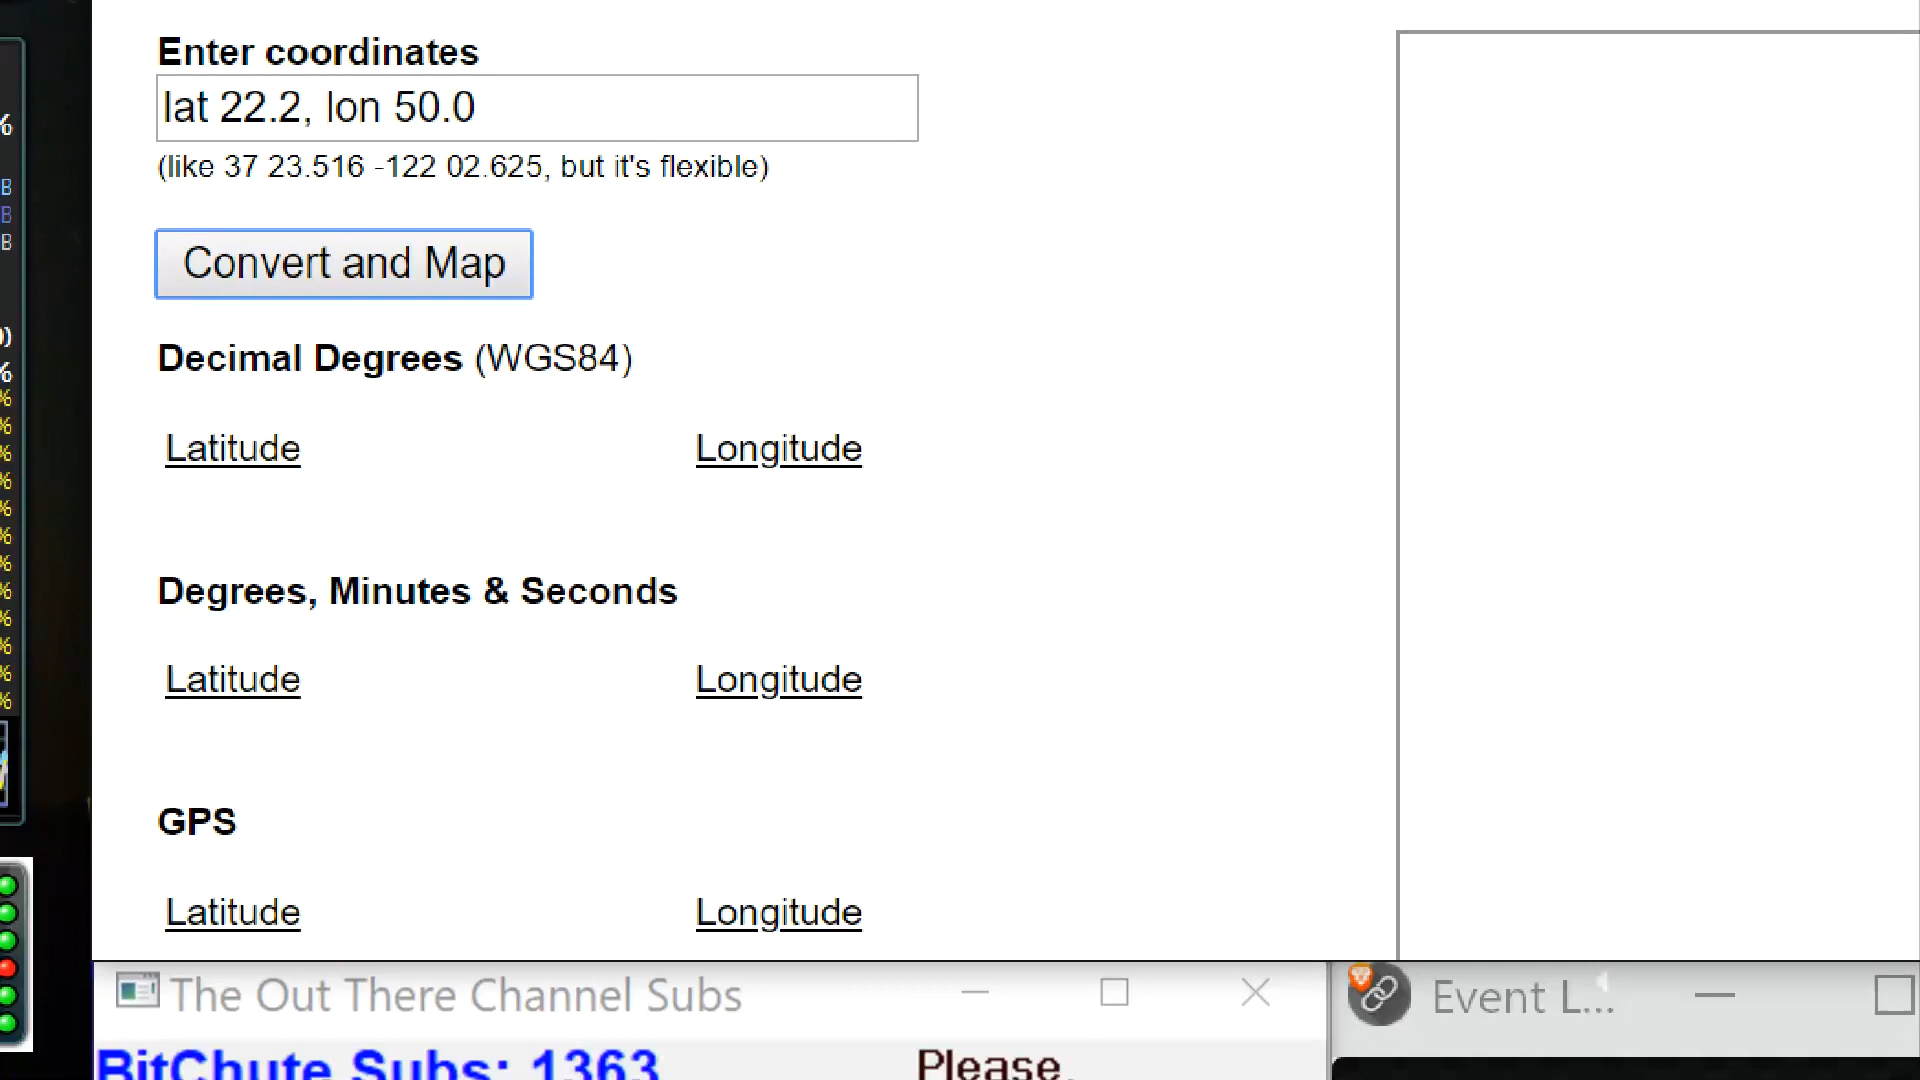 Enter coordinates
lat 22.2, lon 50.0
(like 37 23.516 -122 02.625, but it's flexible)
Convert and Map
Decimal Degrees (WGS84)
Latitude Longitude
Degrees, Minutes & Seconds
Latitude Longitude
GPS
Latitude Longitude
The Out There Channel Subs
Event L...
BitChute Subs: 1363
Please.
%
B
B
B
)
%
%
%
%
%
%
%
%
%
%
%
%
%